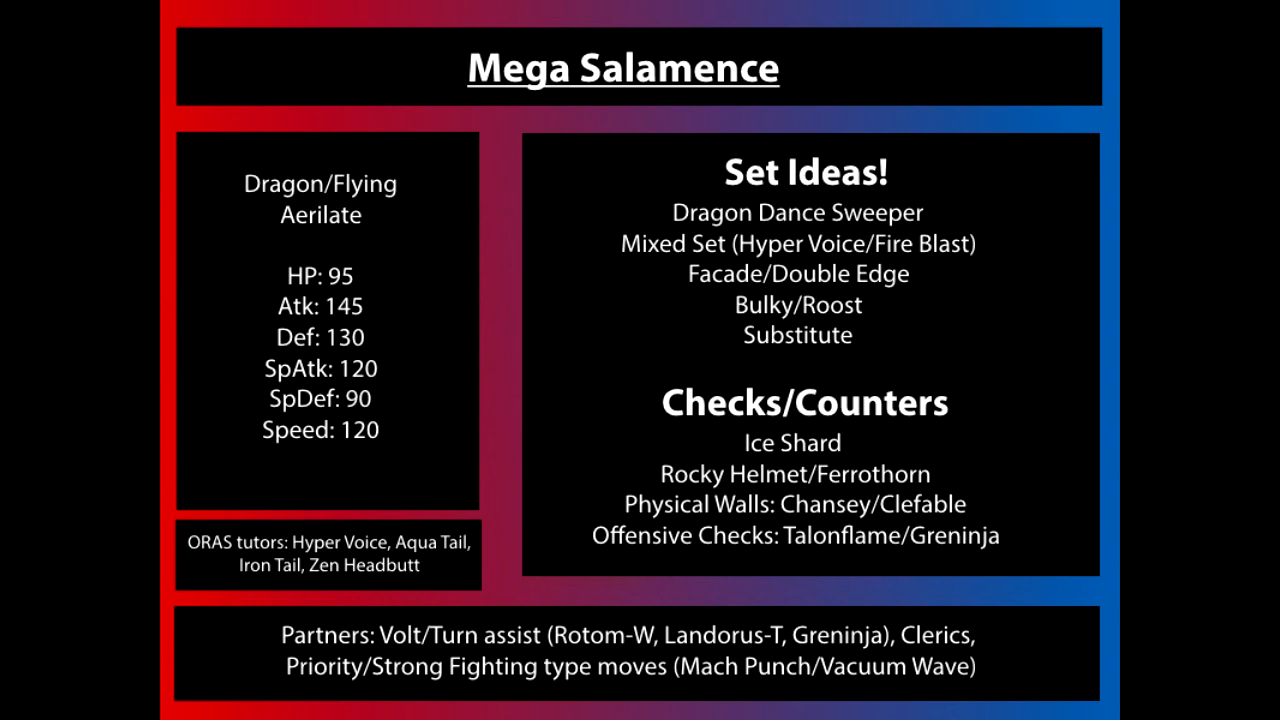 Mega Salamence
Dragon/Flying
Aerilate
HP: 95
Atk: 145
Def: 130
SpAtk: 120
SpDef: 90
Speed: 120
ORAS tutors: Hyper Voice, Aqua Tail,
Iron Tail, Zen Headbutt
Set Ideas!
Dragon Dance Sweeper
Mixed Set (Hyper Voice/Fire Blast)
Facade/Double Edge
Bulky/Roost
Substitute
Checks/Counters
Ice Shard
Rocky Helmet/Ferrothorn
Physical Walls: Chansey/Clefable
Offensive Checks: Talonflame/Greninja
Partners: Volt/Turn assist (Rotom-W, Landorus-T, Greninja), Clerics,
Priority/Strong Fighting type moves (Mach Punch/Vacuum Wave)